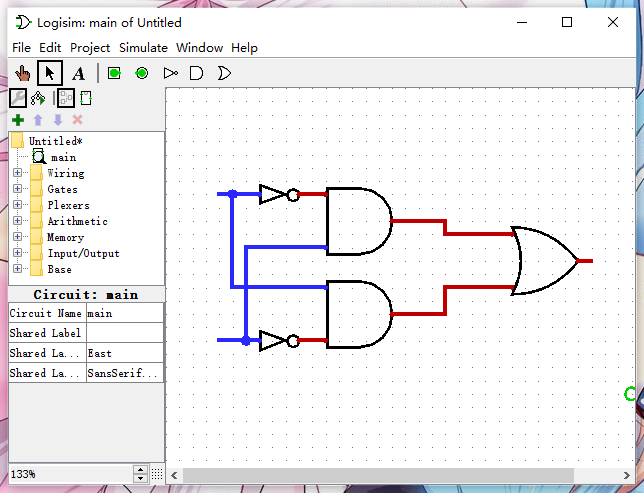 Logisim: main of Untitled
File Edit Project Simulate Window Help
A
Untitled*
main
Wiring
Gates
Plexers
Arithmetic
Memory
Input/Output
Base
Circuit: main
Circuit Name main
Shared Label
Shared La... East
Shared La... SansSerif...
133%